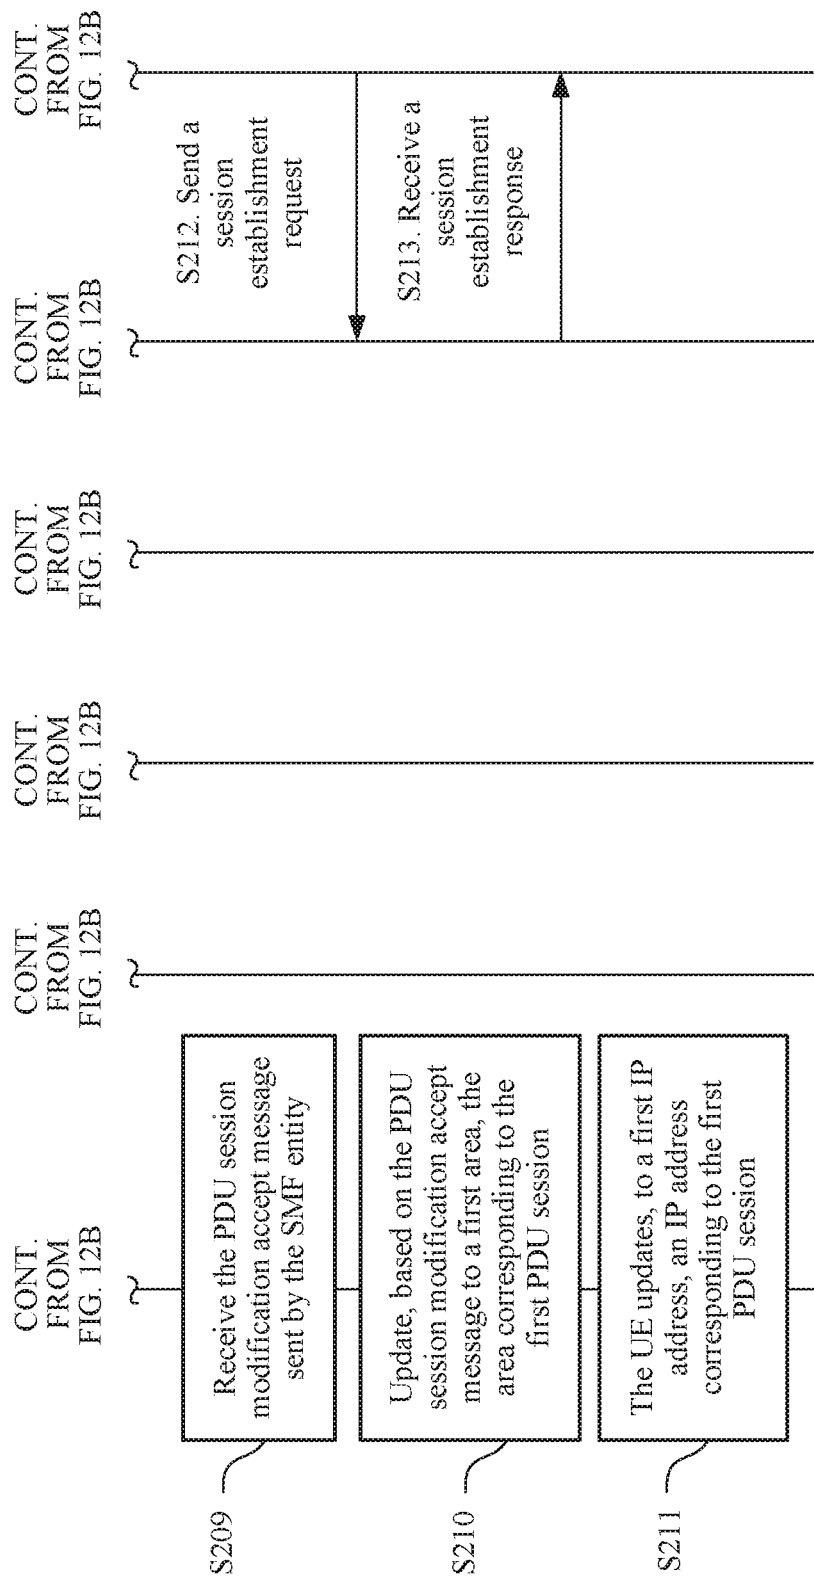 CONT.
FROM
FIG. 12B
CONT.
FROM
FIG. 12B
CONT.
FROM
FIG. 12B
CONT.
FROM
FIG. 12B
CONT.
FROM
FIG. 12B
CONT.
FROM
FIG. 12B
S209
Receive the PDU session
modification accept message
sent by the SMF entity
S210
Update, based on the PDU
session modification accept
message to a first area, the
area corresponding to the
first PDU session
S211
The UE updates, to a first IP
address, an IP address
corresponding to the first
PDU session
S212. Send a
session
establishment
request
S213. Receive a
session
establishment
response